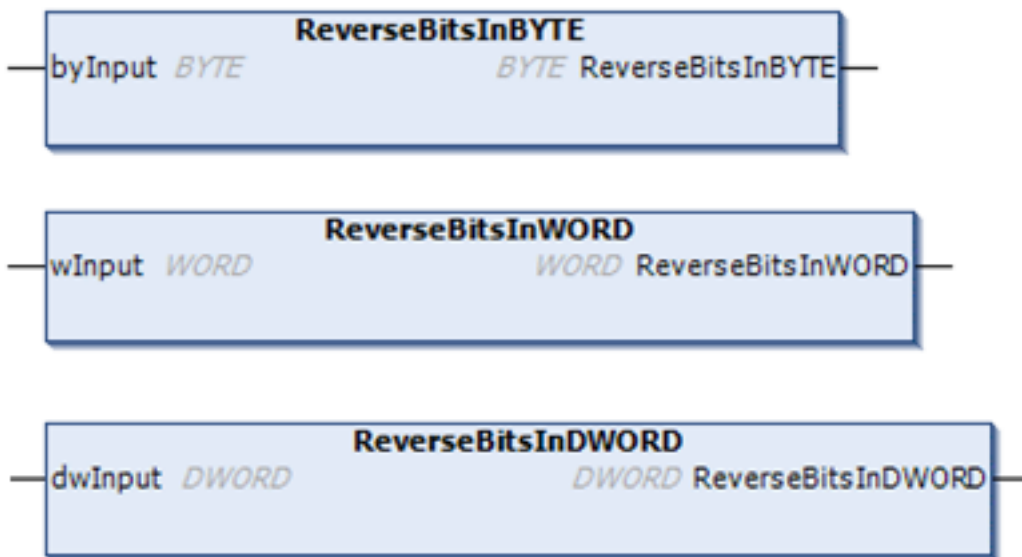 ReverseBitsInBYTE
byInput BYTE BYTE ReverseBitsInBYTE
ReverseBitsInWORD
wInput WORD WORD ReverseBitsInWORD
ReverseBitsInDWORD
dwInput DWORD DWORD ReverseBitsInDWORD